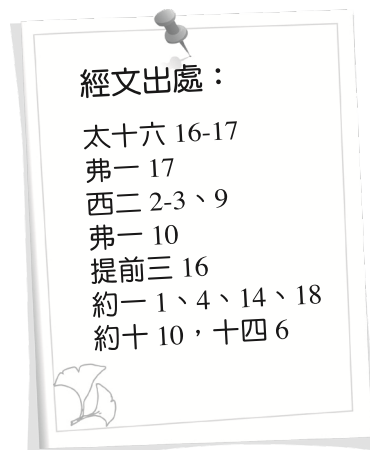 經文出處：
太十六 16-17
弗一 17
西二 2-3、9
弗一 10
提前三 16
約一 1、4、14、18
約十 10，十四 6